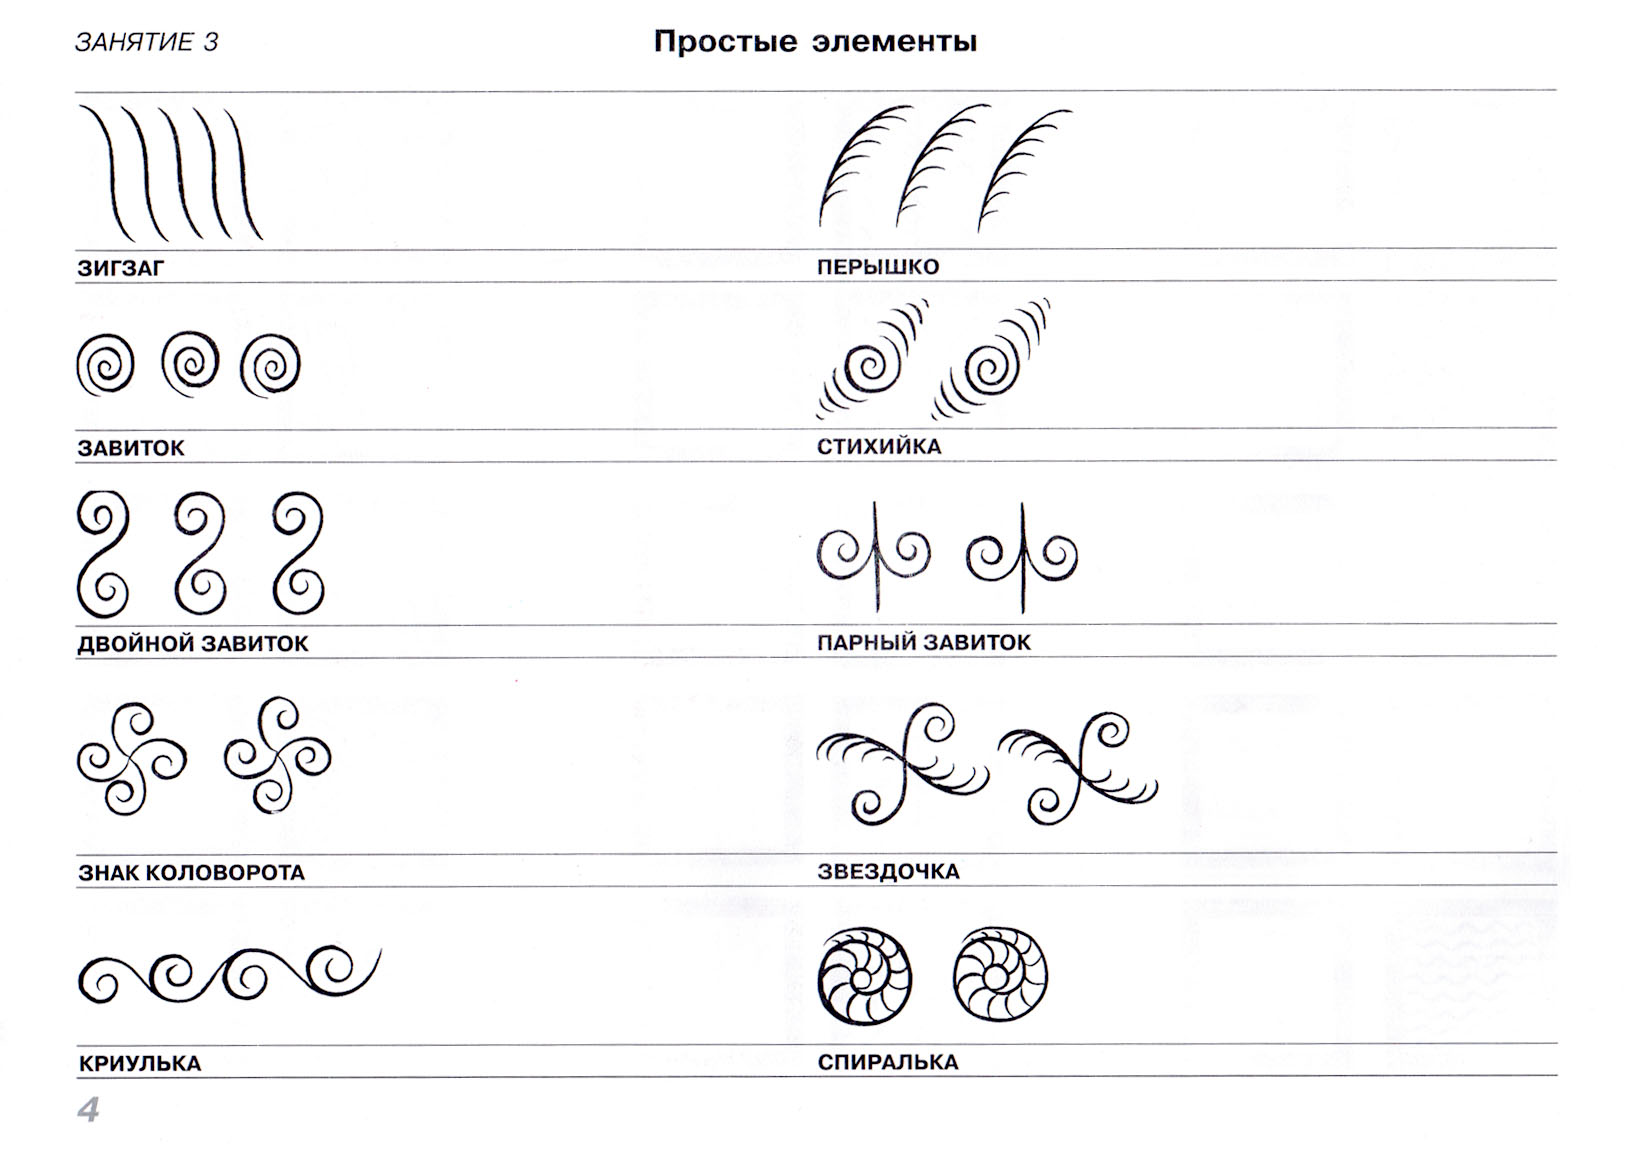 ЗАНЯТИЕ 3
Простые элементы
ЗИГЗАГ
ПЕРЫШКО
ЗАВИТОК
СТИХИЙКА
ДВОЙНОЙ ЗАВИТОК
ПАРНЫЙ ЗАВИТОК
ЗНАК КОЛОВОРОТА
ЗВЕЗДОЧКА
КРИУЛЬКА
СПИРАЛЬКА
4